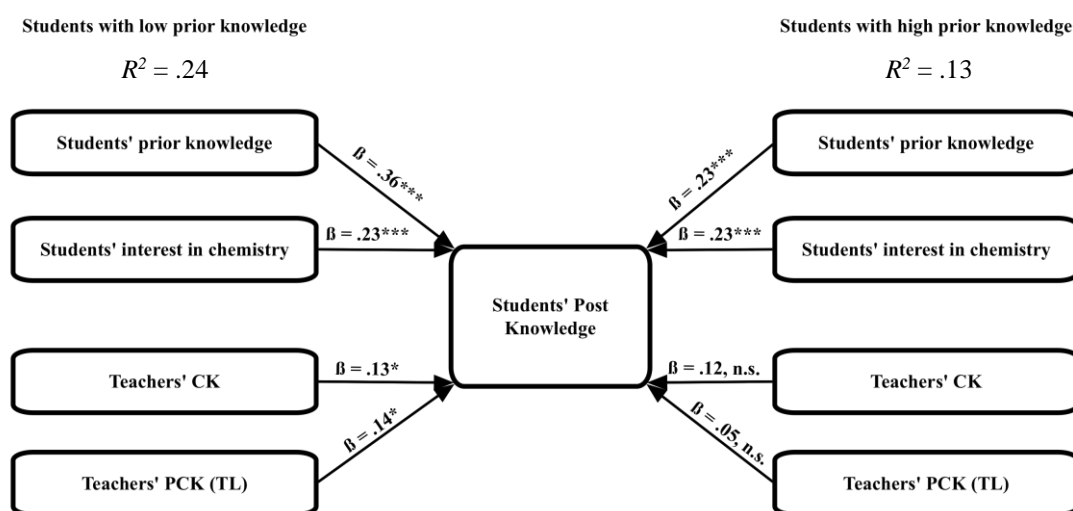 Students with low prior knowledge
R² = .24
Students' prior knowledge
ß = .36***
Students' interest in chemistry
ß = .23***
Teachers' CK
ß = .13*
Teachers' PCK (TL)
ß = .14*
Students' Post
Knowledge
Students with high prior knowledge
R² = .13
Students' prior knowledge
ß = .23***
Students' interest in chemistry
ß = .23***
Teachers' CK
ß = .12, n.s.
Teachers' PCK (TL)
ß = .05, n.s.